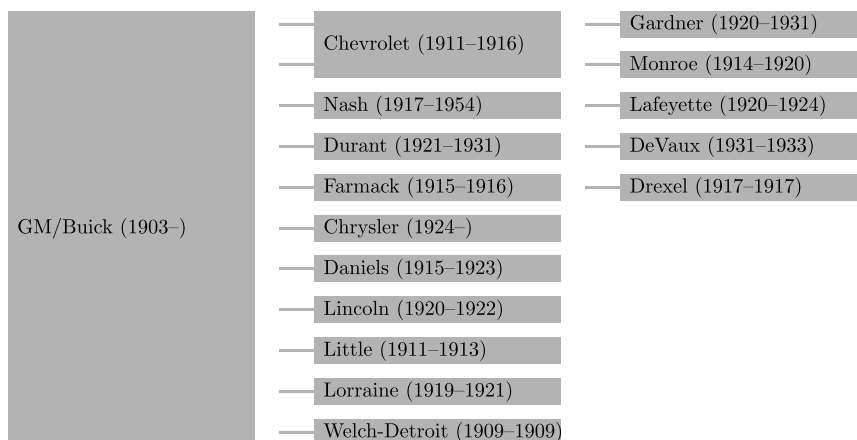 GM/Buick (1903–)
Chevrolet (1911–1916)
Nash (1917–1954)
Durant (1921–1931)
Farmack (1915–1916)
Chrysler (1924–)
Daniels (1915–1923)
Lincoln (1920–1922)
Little (1911–1913)
Lorraine (1919–1921)
Welch-Detroit (1909–1909)
Gardner (1920–1931)
Monroe (1914–1920)
Lafeyette (1920–1924)
DeVaux (1931–1933)
Drexel (1917–1917)